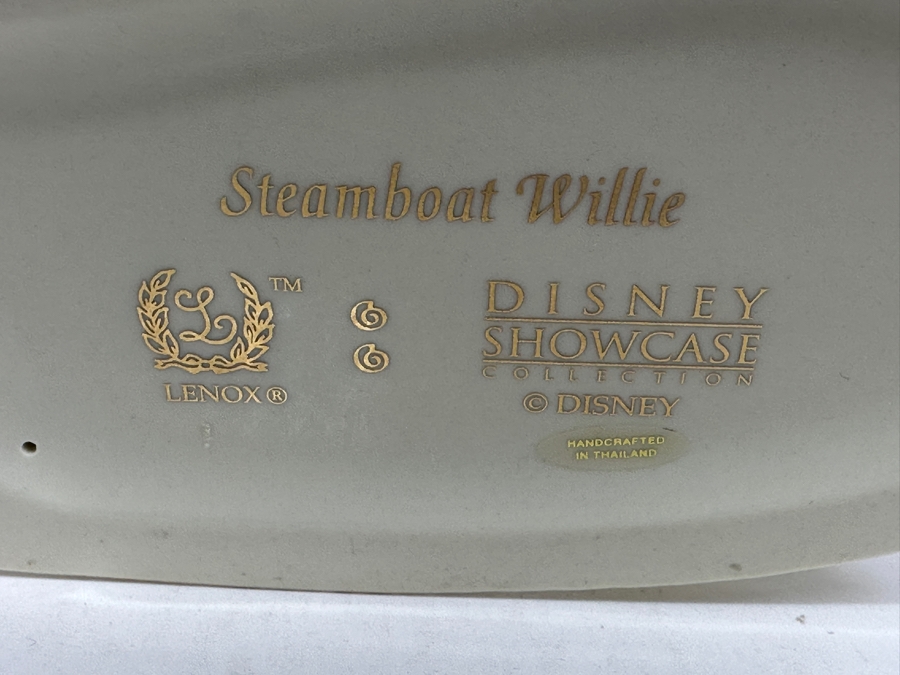 Steamboat Willie
L ™
LENOX®
DISNEY
SHOWCASE
COLLECTION
© DISNEY
HANDCRAFTED
IN THAILAND